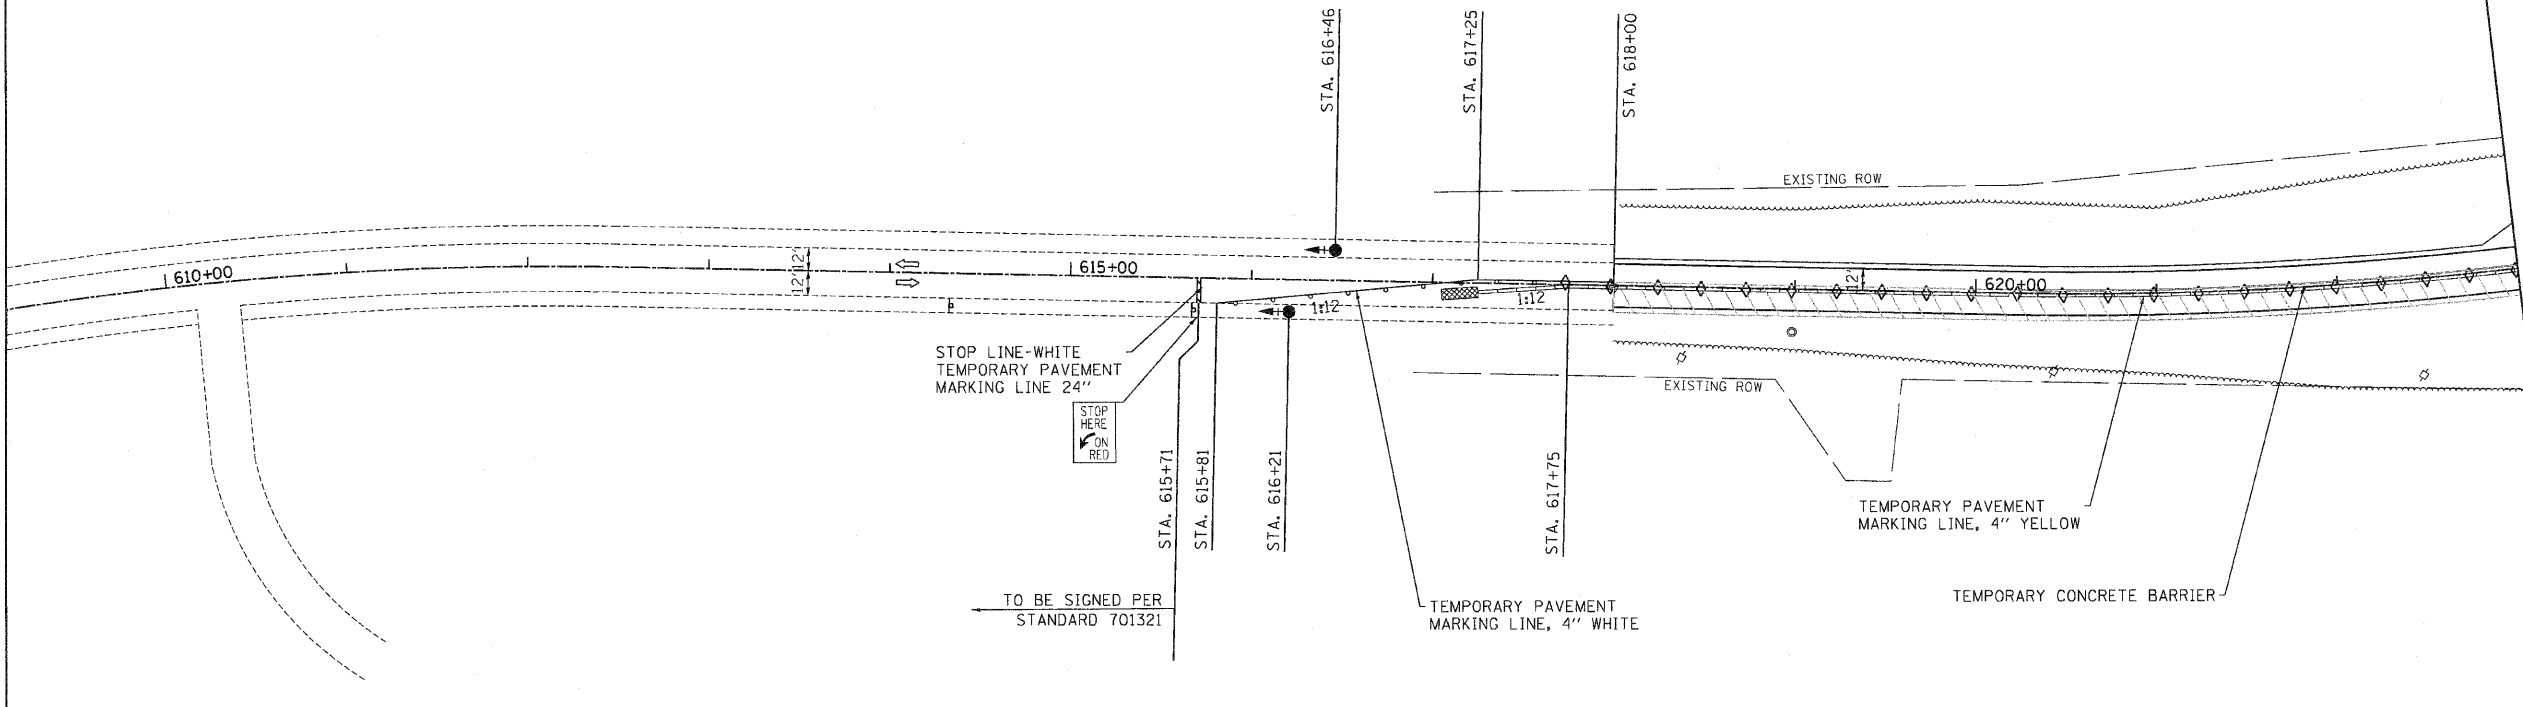 STA. 616+46
STA. 617+25
STA. 618+00
EXISTING ROW
610+00
12'
12'
615+00
1:12
1:12
12'
620+00
STOP LINE-WHITE
TEMPORARY PAVEMENT
MARKING LINE 24"
STOP
HERE
ON
RED
EXISTING ROW
STA. 615+71
STA. 615+81
STA. 616+21
STA. 617+75
TEMPORARY PAVEMENT
MARKING LINE, 4" YELLOW
TO BE SIGNED PER
STANDARD 701321
TEMPORARY PAVEMENT
MARKING LINE, 4" WHITE
TEMPORARY CONCRETE BARRIER